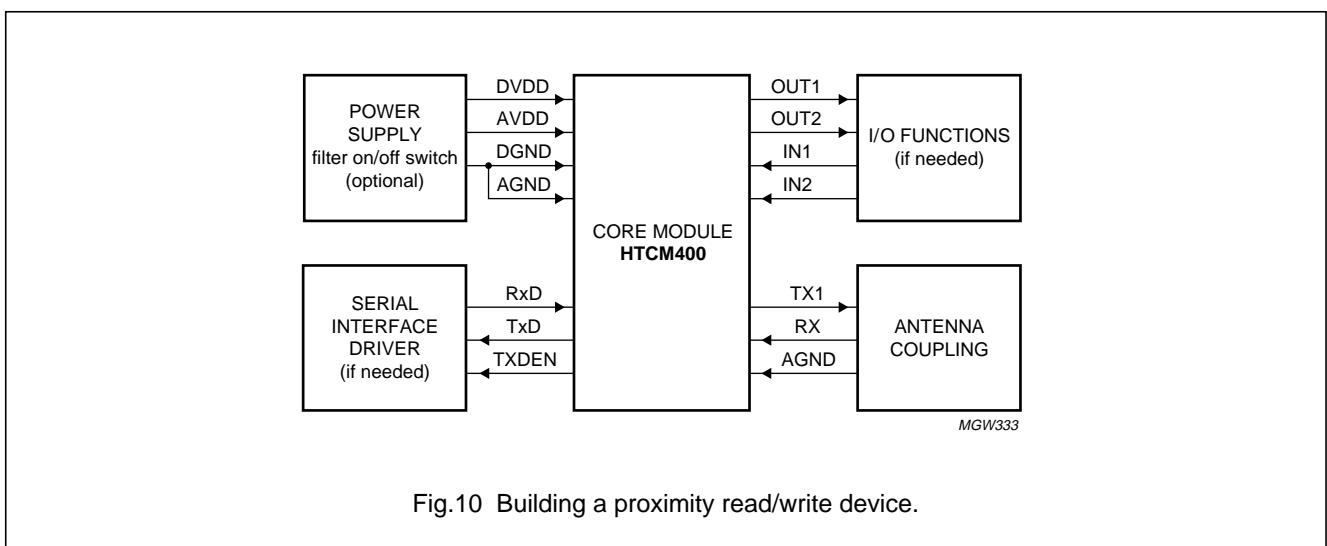 POWER
SUPPLY
filter on/off switch
(optional)
DVDD
AVDD
DGND
AGND
CORE MODULE
HTCM400
OUT1
OUT2
IN1
IN2
I/O FUNCTIONS
(if needed)
SERIAL
INTERFACE
DRIVER
(if needed)
RxD
TxD
TXDEN
TX1
RX
AGND
ANTENNA
COUPLING
MGW333
Fig.10 Building a proximity read/write device.